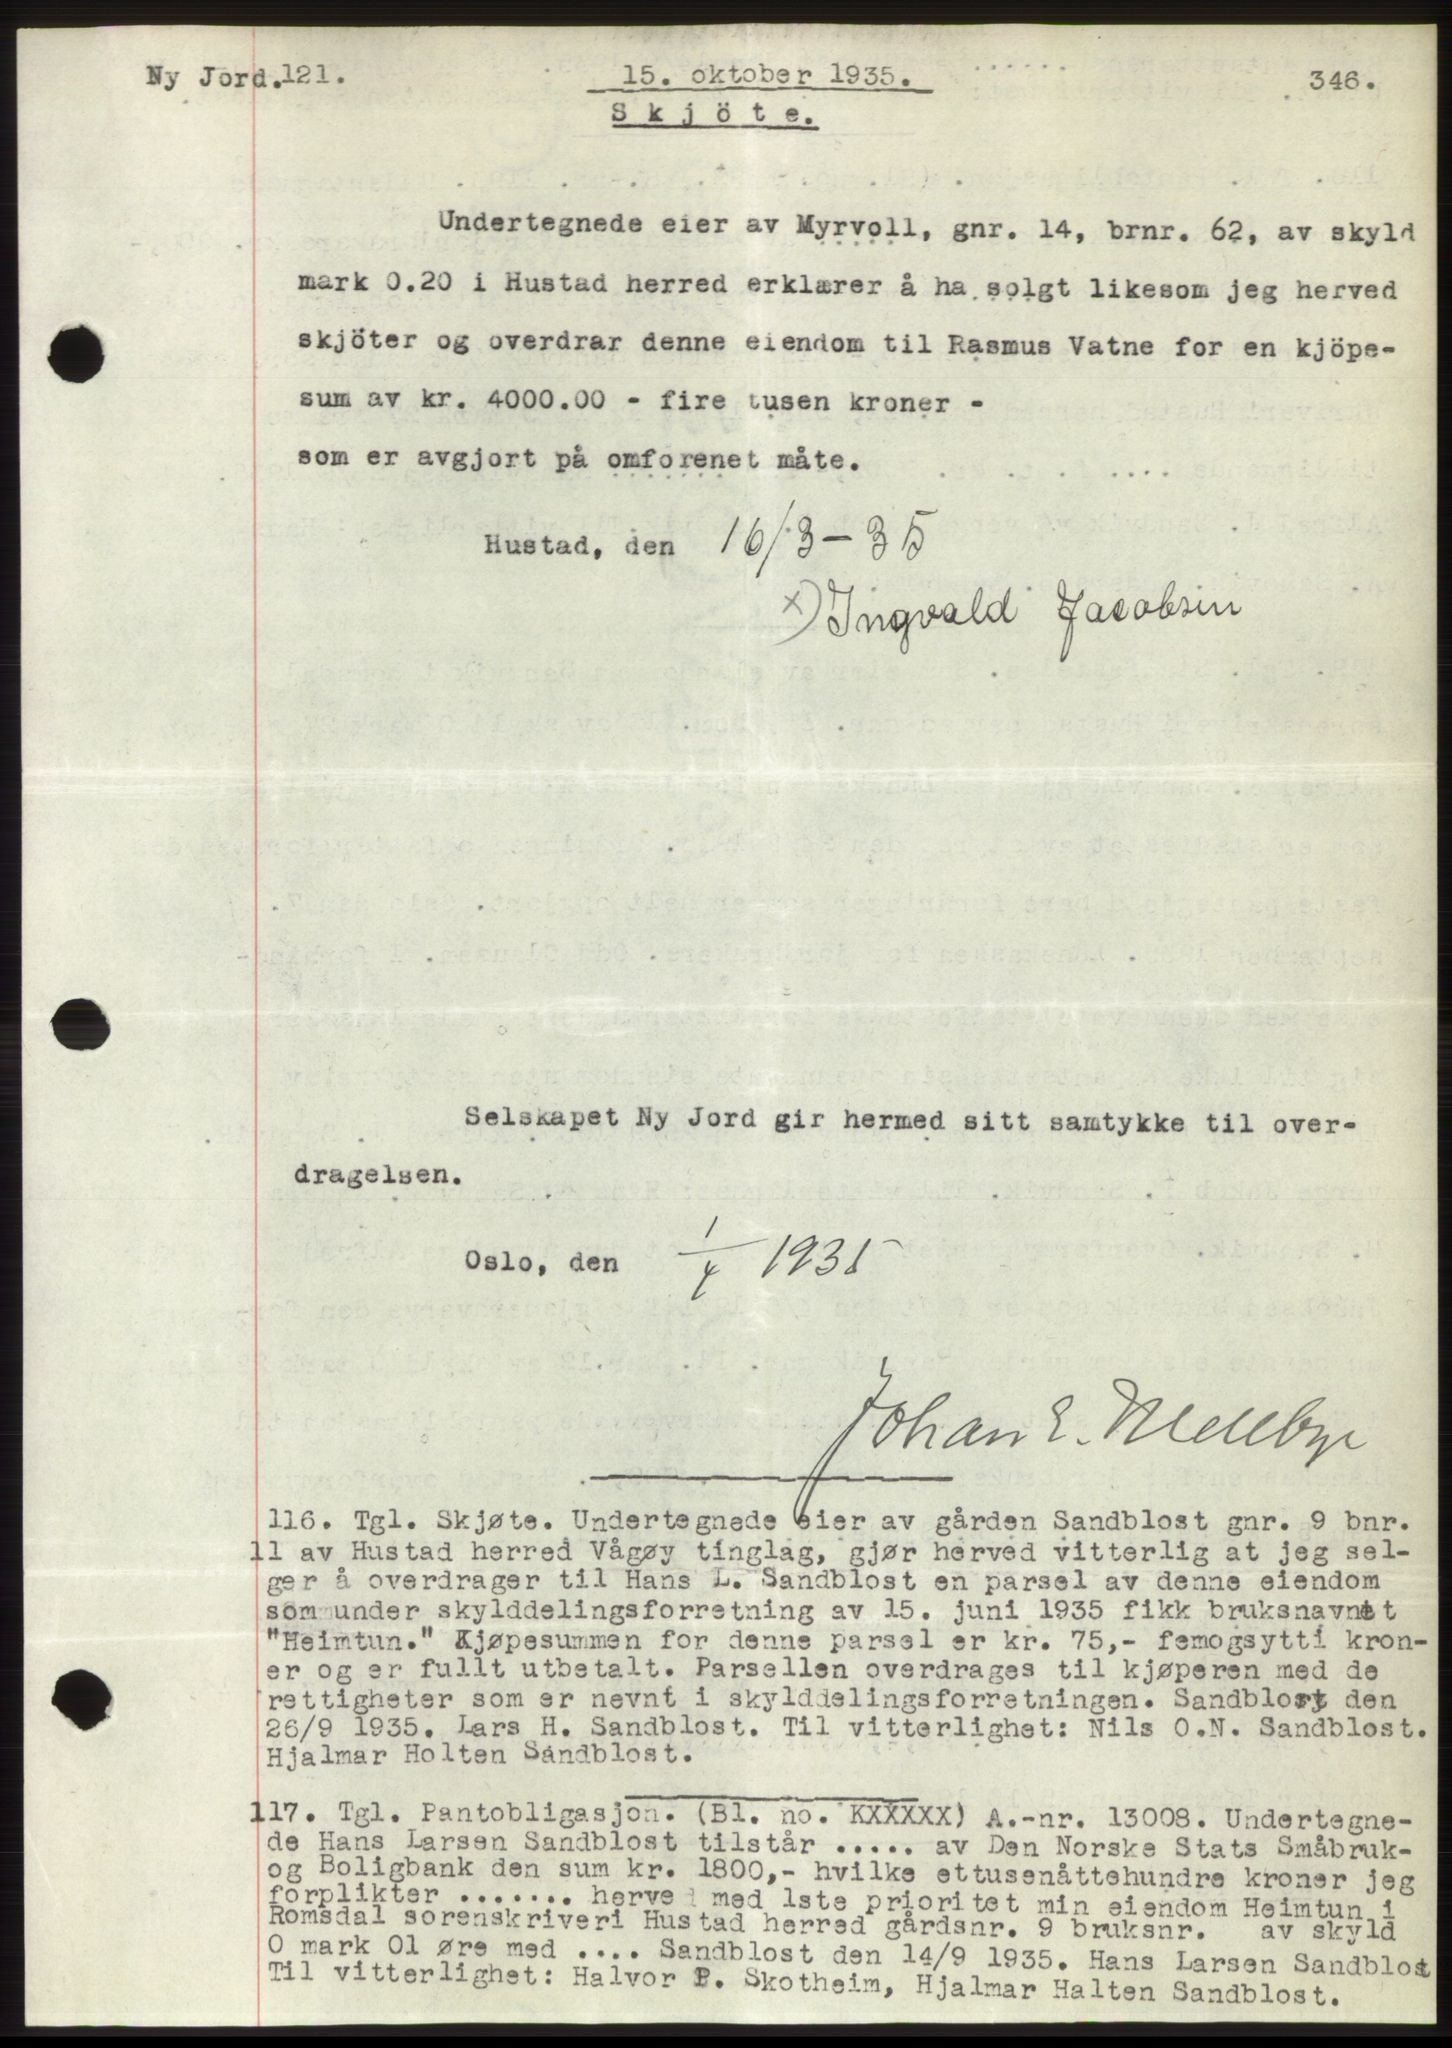 Ny Jord. 121. 15. oktober 1935. 346.
Skjöte.
Undertegnede eier av Myrvoll, gnr. 14, brnr. 62, av skyld
mark 0.20 i Hustad herred erklærer å ha solgt likesom jeg herved
skjöter og overdrar denne eiendom til Rasmus Vatne for en kjöpe-
sum av kr. 4000.00 - fire tusen kroner -
som er avgjort på omforenet måte.
Hustad, den 16/3-35
x) Ingvald Jacobsen
Selskapet Ny Jord gir hermed sitt samtykke til over-
dragelsen.
Oslo, den 1/4 1935
Johan E. Mellbye
116. Tgl. Skjøte. Undertegnede eier av gården Sandblost gnr. 9 bnr.
11 av Hustad herred Vågøy tinglag, gjør herved vitterlig at jeg sel-
ger å overdrager til Hans L. Sandblost en parsel av denne eiendom
som under skylddelingsforretning av 15. juni 1935 fikk bruksnavnet
"Heimtun." Kjøpesummen for denne parsel er kr. 75,- femogsytti kron-
er og er fullt utbetalt. Parsellen overdrages til kjøperen med de
rettigheter som er nevnt i skylddelingsforretningen. Sandblost den
26/9 1935. Lars H. Sandblost. Til vitterlighet: Nils O.N. Sandblost.
Hjalmar Holten Sandblost.
117. Tgl. Pantobligasjon. (Bl. no. KXXXXX) A.-nr. 13008. Undertegne-
de Hans Larsen Sandblost tilstår ..... av Den Norske Stats Småbruk-
og Boligbank den sum kr. 1800,- hvilke ettusenåttehundre kroner jeg
forplikter ....... herved med 1ste prioritet min eiendom Heimtun i
Romsdal sorenskriveri Hustad herred gårdsnr. 9 bruksnr. av skyld
0 mark 01 øre med .... Sandblost den 14/9 1935. Hans Larsen Sandblost
Til vitterlighet: Halvor P. Skotheim, Hjalmar Halten Sandblost.